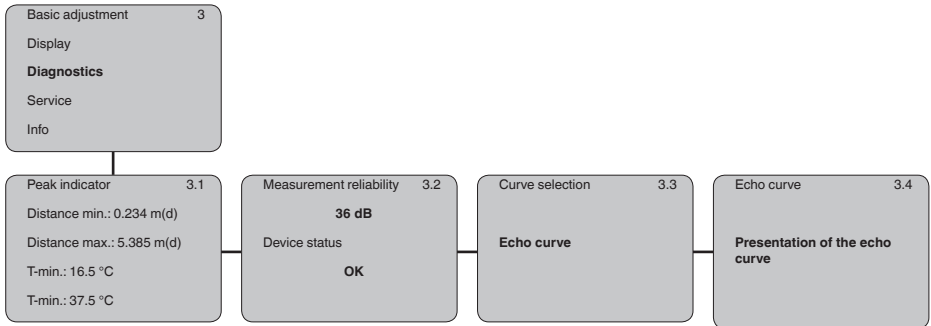 Basic adjustment 3
Display
Diagnostics
Service
Info
Peak indicator 3.1
Distance min.: 0.234 m(d)
Distance max.: 5.385 m(d)
T-min.: 16.5 °C
T-min.: 37.5 °C
Measurement reliability 3.2
36 dB
Device status
OK
Curve selection 3.3
Echo curve
Echo curve 3.4
Presentation of the echo
curve